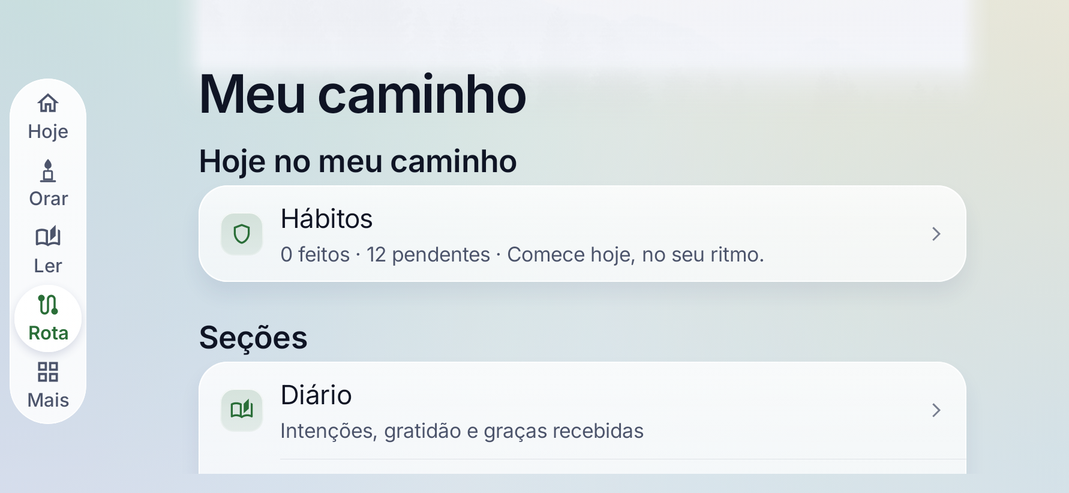 Meu caminho
Hoje no meu caminho
Hábitos
0 feitos · 12 pendentes · Comece hoje, no seu ritmo.
Seções
Diário
Intenções, gratidão e graças recebidas
Hoje
Orar
Ler
Rota
Mais